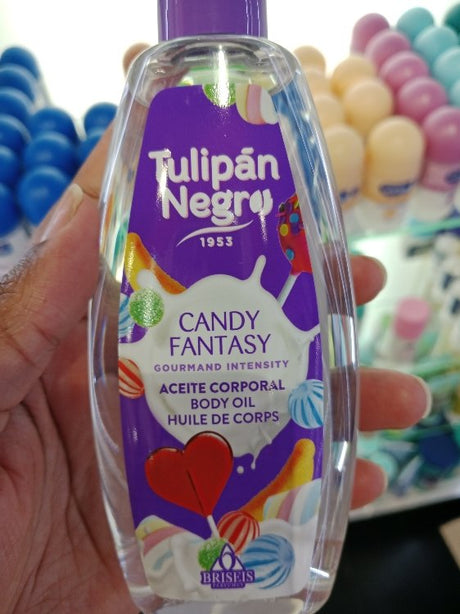 Tulipán
Negro
1953
CANDY
FANTASY
GOURMAND INTENSITY
ACEITE CORPORAL
BODY OIL
HUILE DE CORPS
BRISEIS